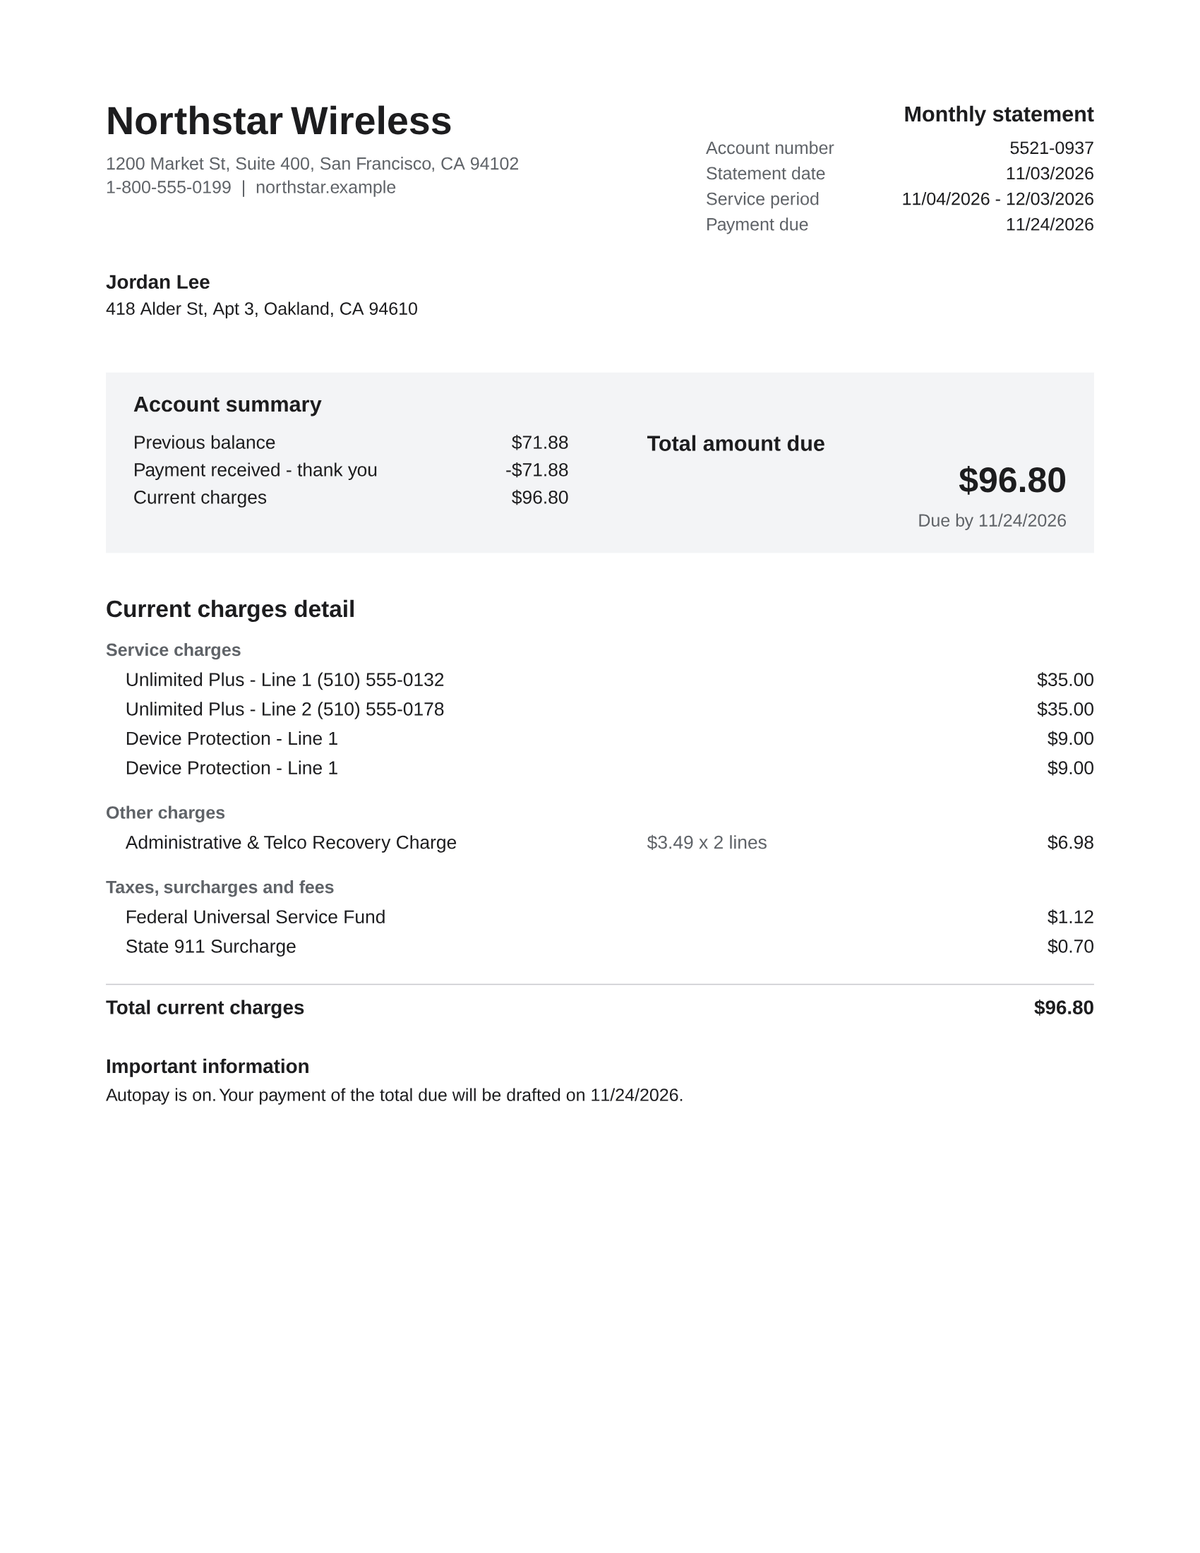 Northstar Wireless
1200 Market St, Suite 400, San Francisco, CA 94102
1-800-555-0199 | northstar.example
Monthly statement
Account number 5521-0937
Statement date 11/03/2026
Service period 11/04/2026 - 12/03/2026
Payment due 11/24/2026
Jordan Lee
418 Alder St, Apt 3, Oakland, CA 94610
Account summary
Previous balance $71.88
Payment received - thank you -$71.88
Current charges $96.80
Total amount due
$96.80
Due by 11/24/2026
Current charges detail
Service charges
Unlimited Plus - Line 1 (510) 555-0132 $35.00
Unlimited Plus - Line 2 (510) 555-0178 $35.00
Device Protection - Line 1 $9.00
Device Protection - Line 1 $9.00
Other charges
Administrative & Telco Recovery Charge $3.49 x 2 lines $6.98
Taxes, surcharges and fees
Federal Universal Service Fund $1.12
State 911 Surcharge $0.70
Total current charges $96.80
Important information
Autopay is on. Your payment of the total due will be drafted on 11/24/2026.